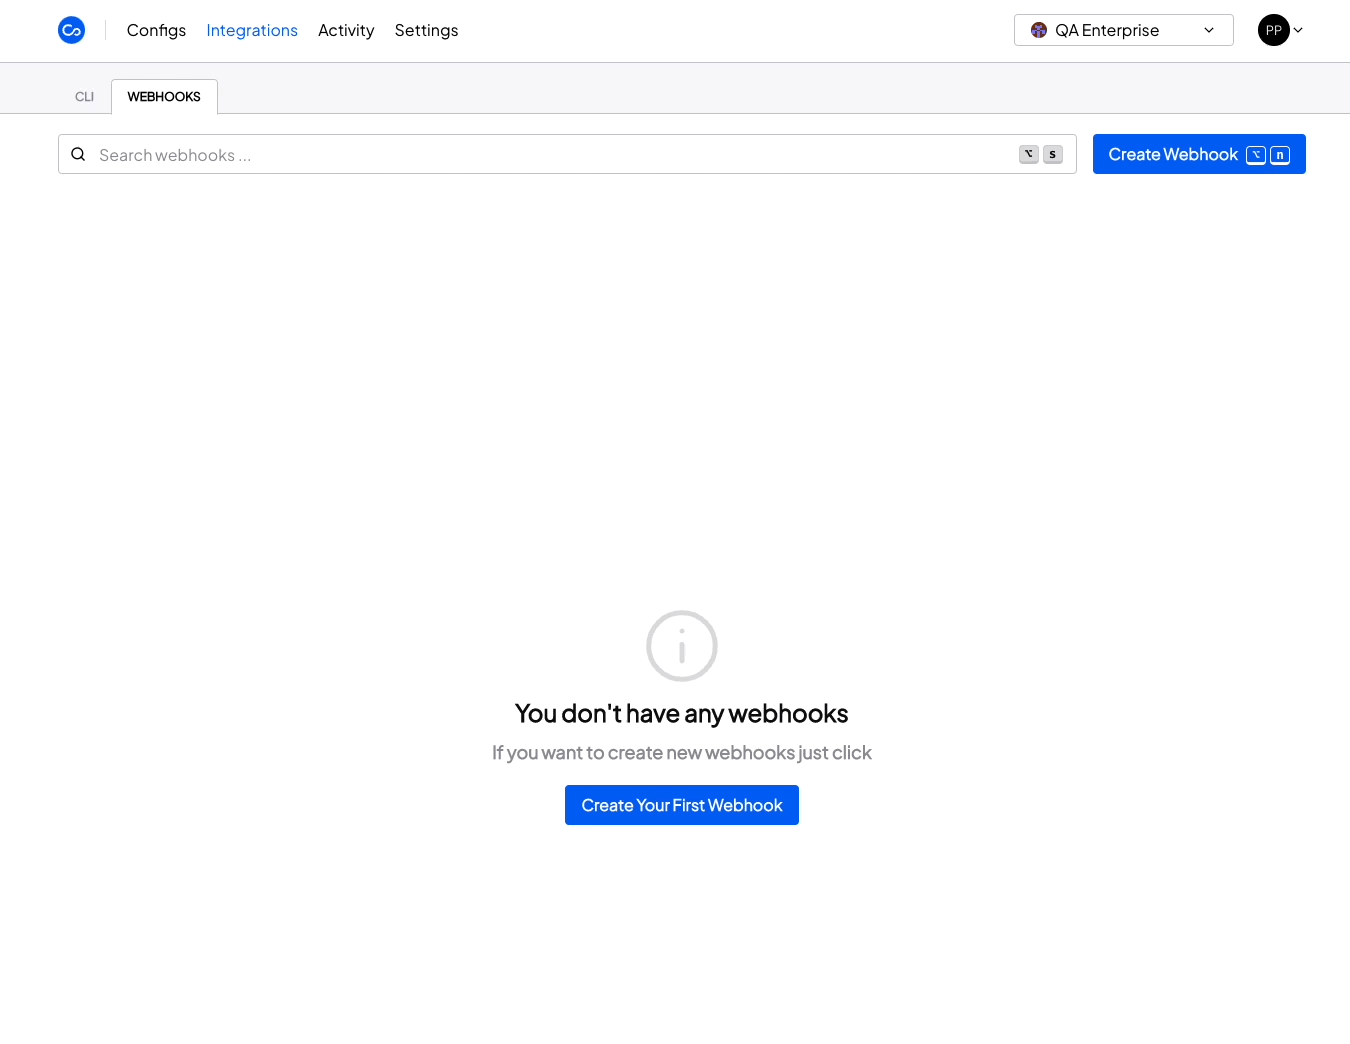 Configs Integrations Activity Settings QA Enterprise PP
CLI WEBHOOKS
Search webhooks ... ⌥ s Create Webhook ⌥ n
You don't have any webhooks
If you want to create new webhooks just click
Create Your First Webhook